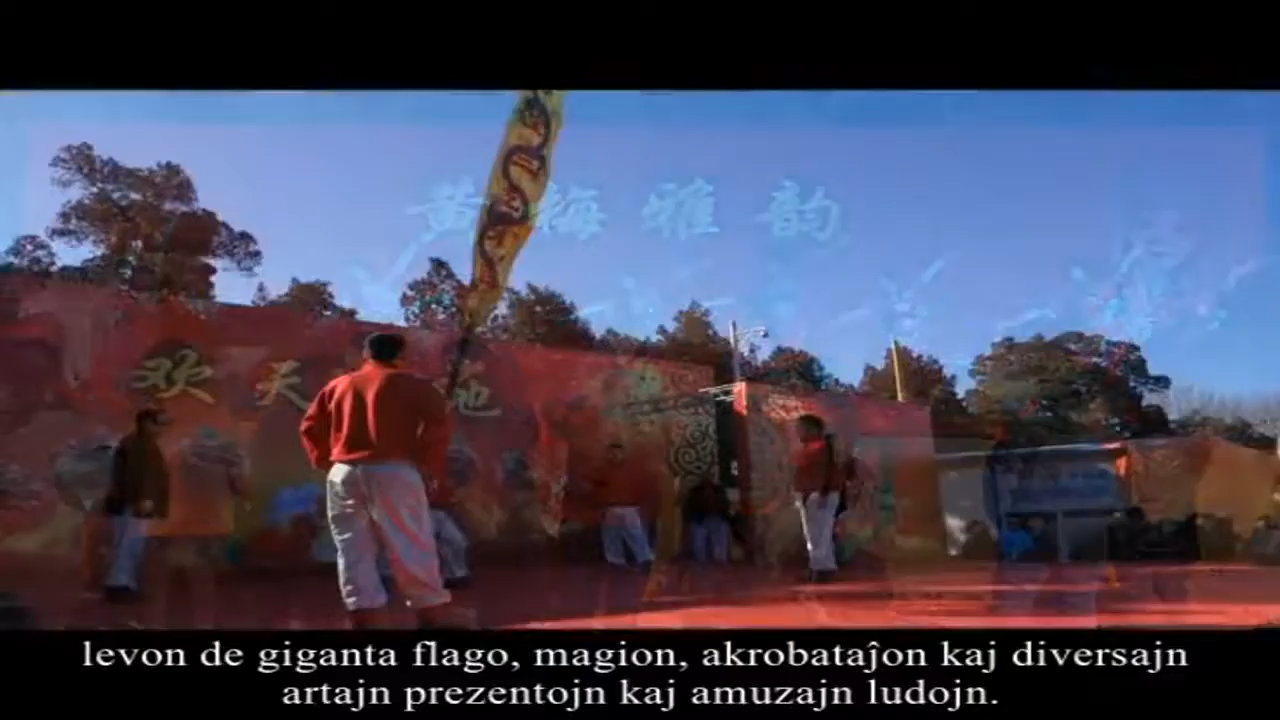 黄梅雅韵
欢天 地
levon de giganta flago, magion, akrobataĵon kaj diversajn
artajn prezentojn kaj amuzajn ludojn.